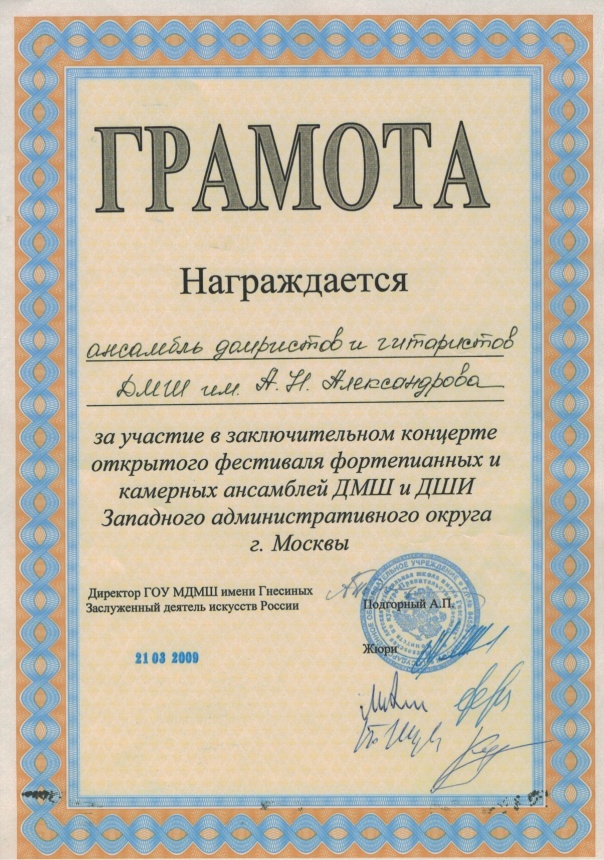 ГРАМОТА
Награждается
ансамбль домристов и гитаристов
ДМШ им. А. Н. Александрова
за участие в заключительном концерте
открытого фестиваля фортепианных и
камерных ансамблей ДМШ и ДШИ
Западного административного округа
г. Москвы
Директор ГОУ МДМШ имени Гнесиных
Заслуженный деятель искусств России
Подгорный А.П.
Жюри
21 03 2009